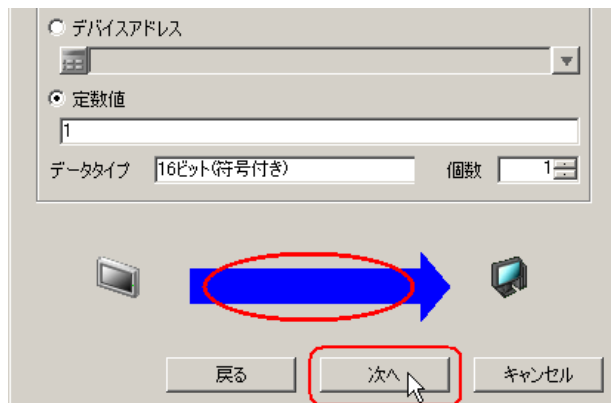 デバイスアドレス
定数値
1
データタイプ 16ビット(符号付き) 個数 1
戻る 次へ キャンセル